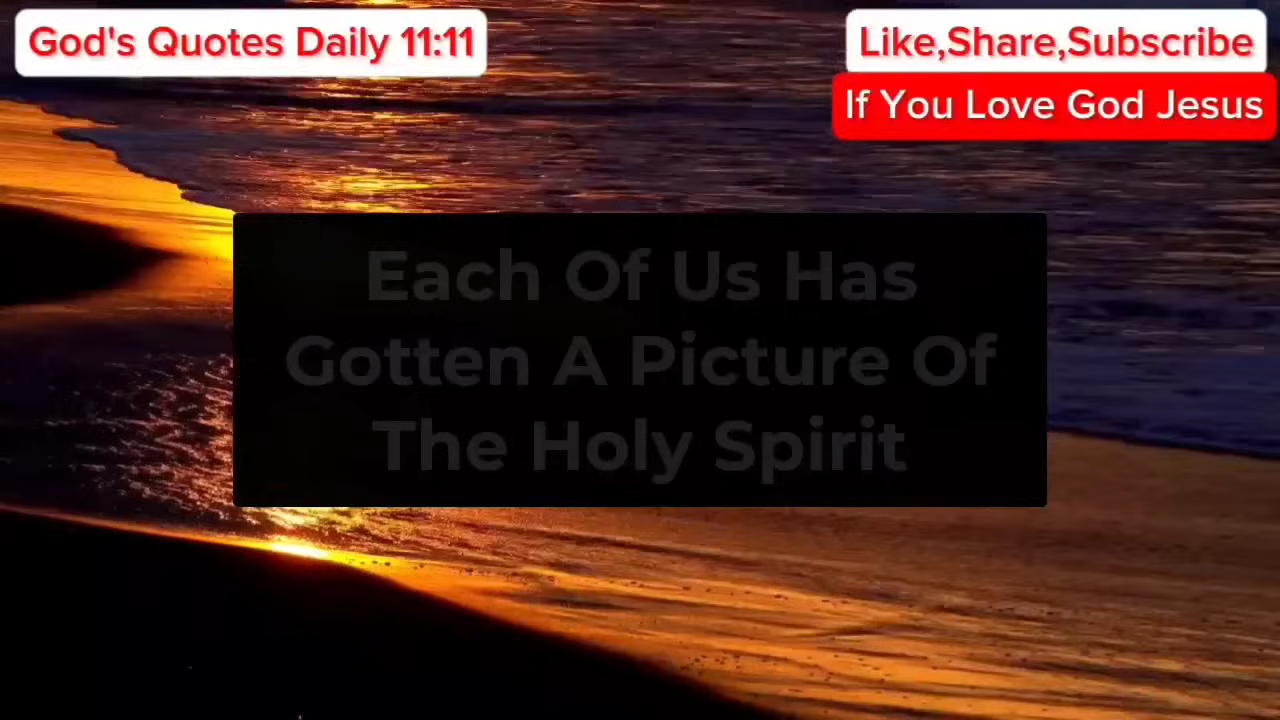 God's Quotes Daily 11:11
Like,Share,Subscribe
If You Love God Jesus
Each Of Us Has
Gotten A Picture Of
The Holy Spirit